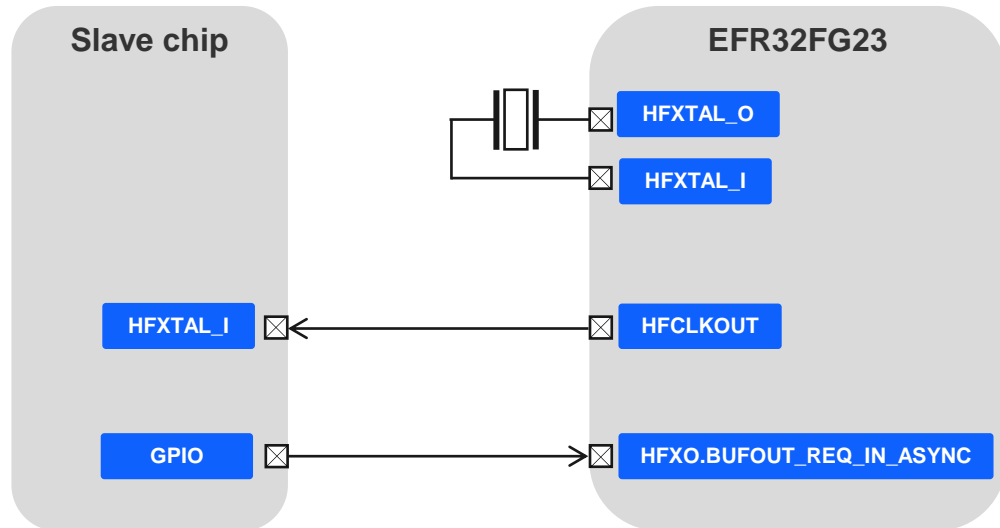 Slave chip
EFR32FG23
HFXTAL_O
HFXTAL_I
HFXTAL_I
HFCLKOUT
GPIO
HFXO.BUFOUT_REQ_IN_ASYNC